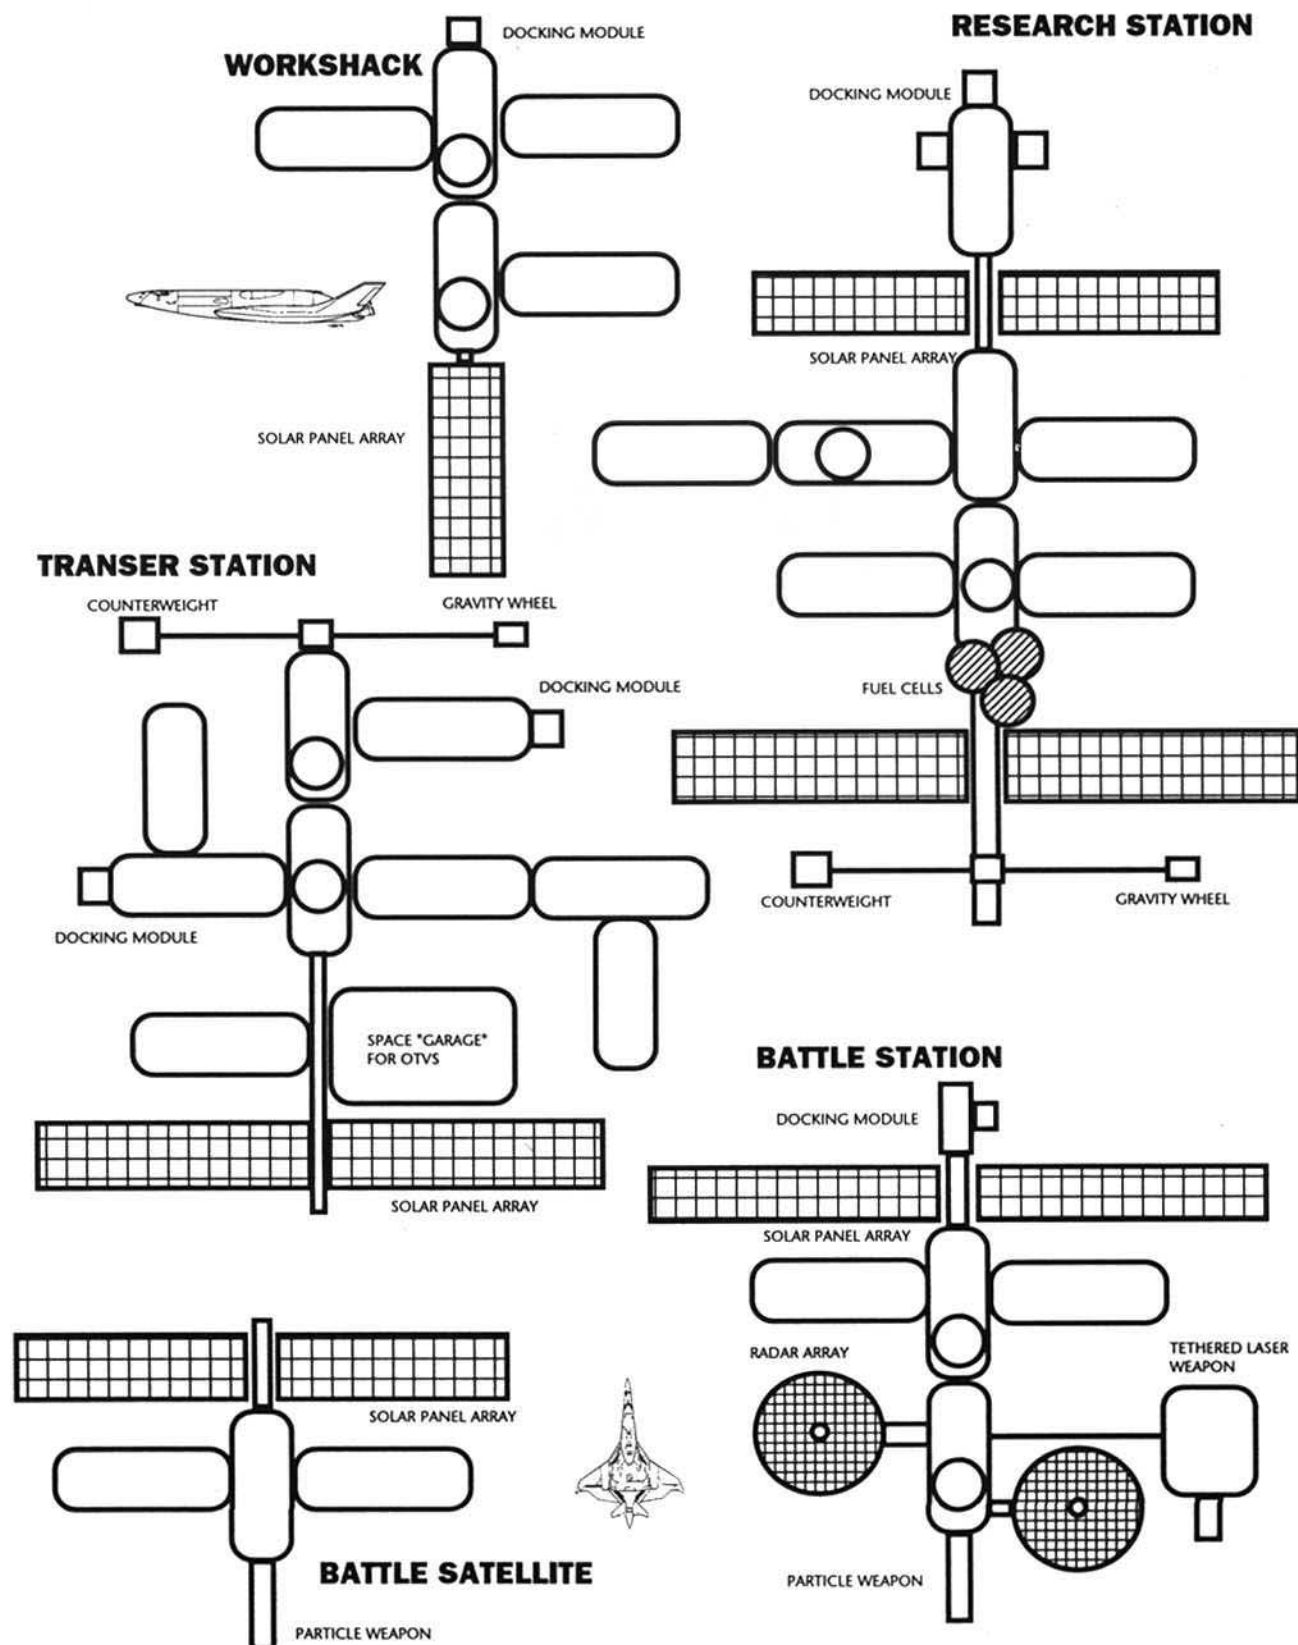 WORKSHACK
DOCKING MODULE
SOLAR PANEL ARRAY
RESEARCH STATION
DOCKING MODULE
SOLAR PANEL ARRAY
FUEL CELLS
COUNTERWEIGHT
GRAVITY WHEEL
TRANSER STATION
COUNTERWEIGHT
GRAVITY WHEEL
DOCKING MODULE
DOCKING MODULE
SPACE "GARAGE"
FOR OTVS
SOLAR PANEL ARRAY
BATTLE STATION
DOCKING MODULE
SOLAR PANEL ARRAY
RADAR ARRAY
TETHERED LASER
WEAPON
PARTICLE WEAPON
SOLAR PANEL ARRAY
BATTLE SATELLITE
PARTICLE WEAPON